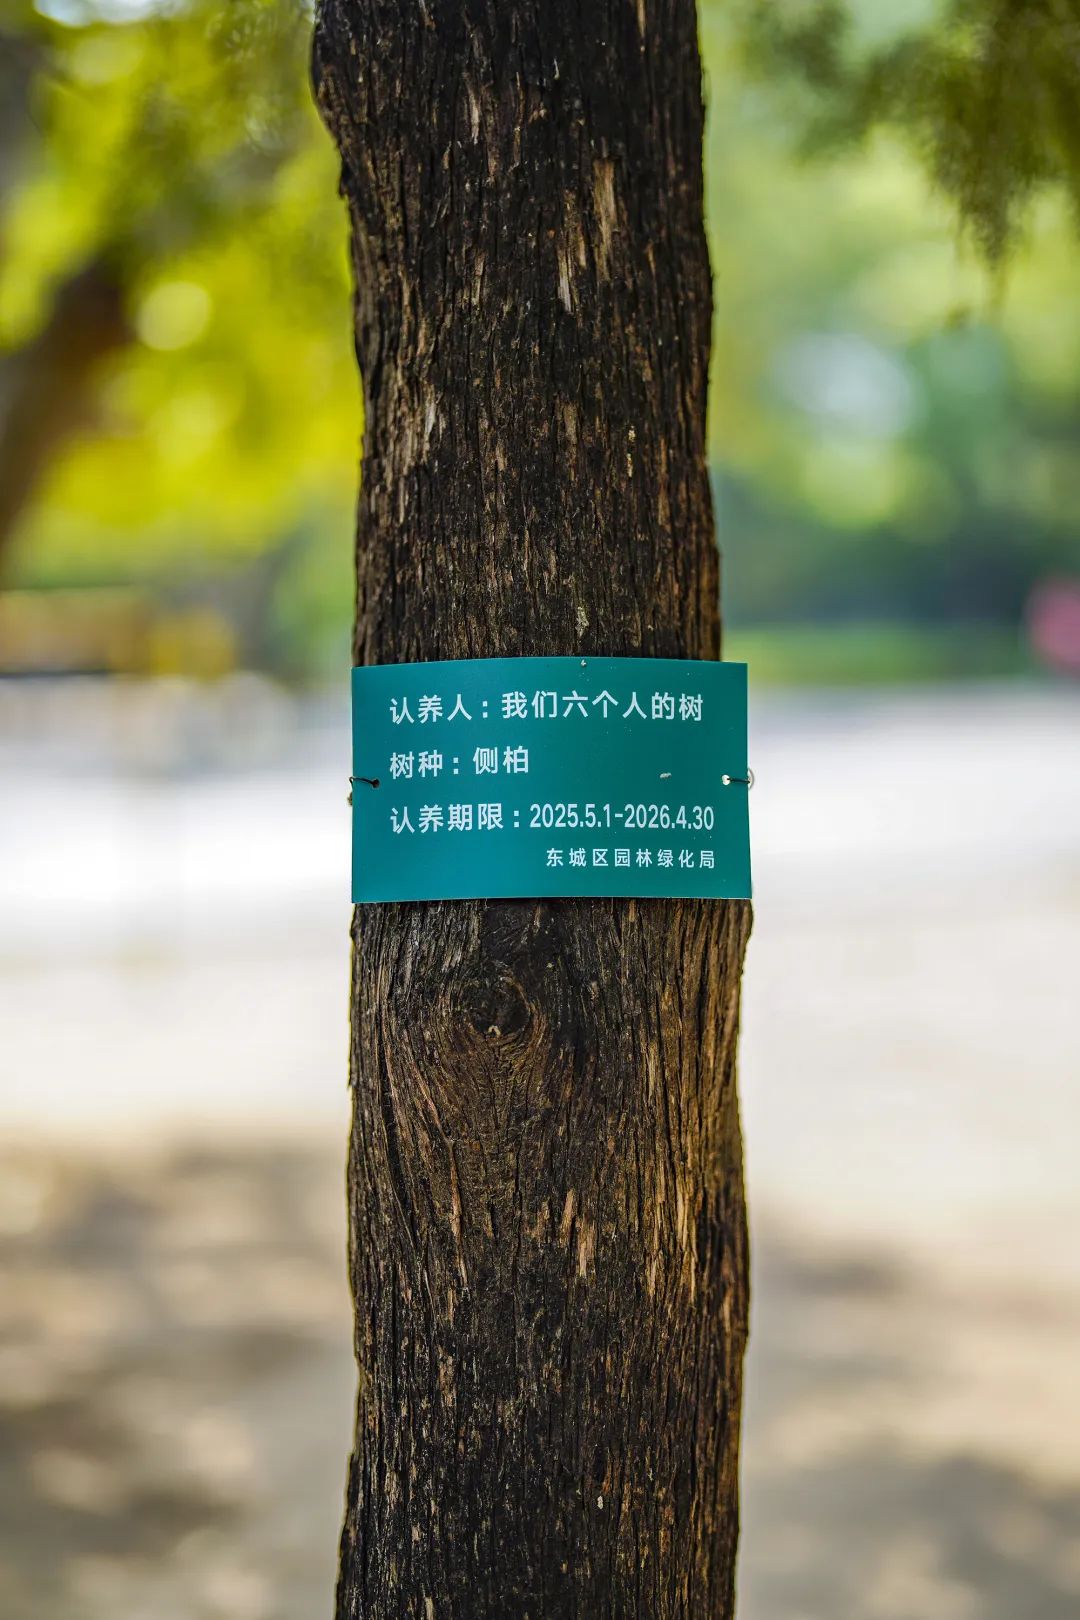 认养人：我们六个人的树
树种：侧柏
认养期限：2025.5.1-2026.4.30
东城区园林绿化局